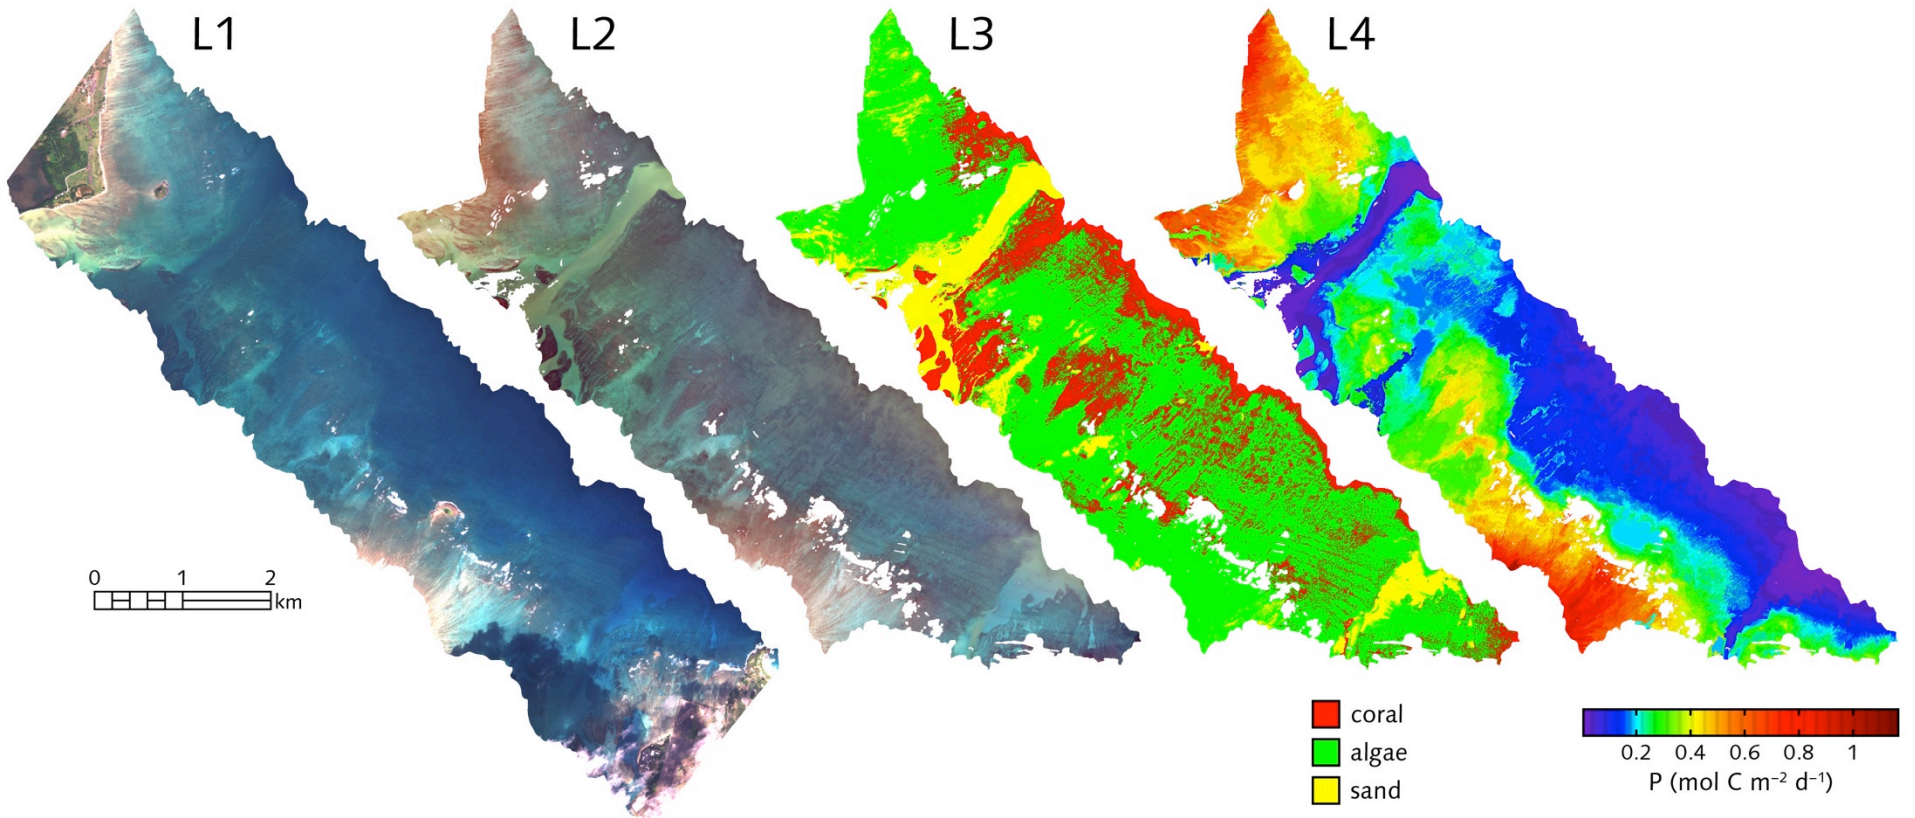 L1 L2 L3 L4
0 1 2
km
coral
algae
sand
0.2 0.4 0.6 0.8 1
P (mol C m⁻² d⁻¹)